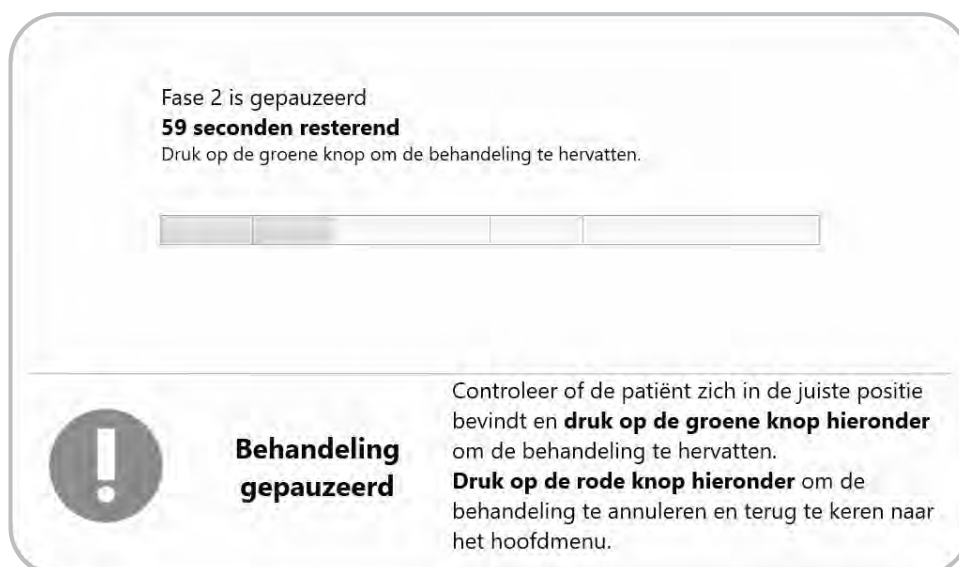 Fase 2 is gepauzeerd
59 seconden resterend
Druk op de groene knop om de behandeling te hervatten.
Behandeling
gepauzeerd
Controleer of de patiënt zich in de juiste positie
bevindt en druk op de groene knop hieronder
om de behandeling te hervatten.
Druk op de rode knop hieronder om de
behandeling te annuleren en terug te keren naar
het hoofdmenu.